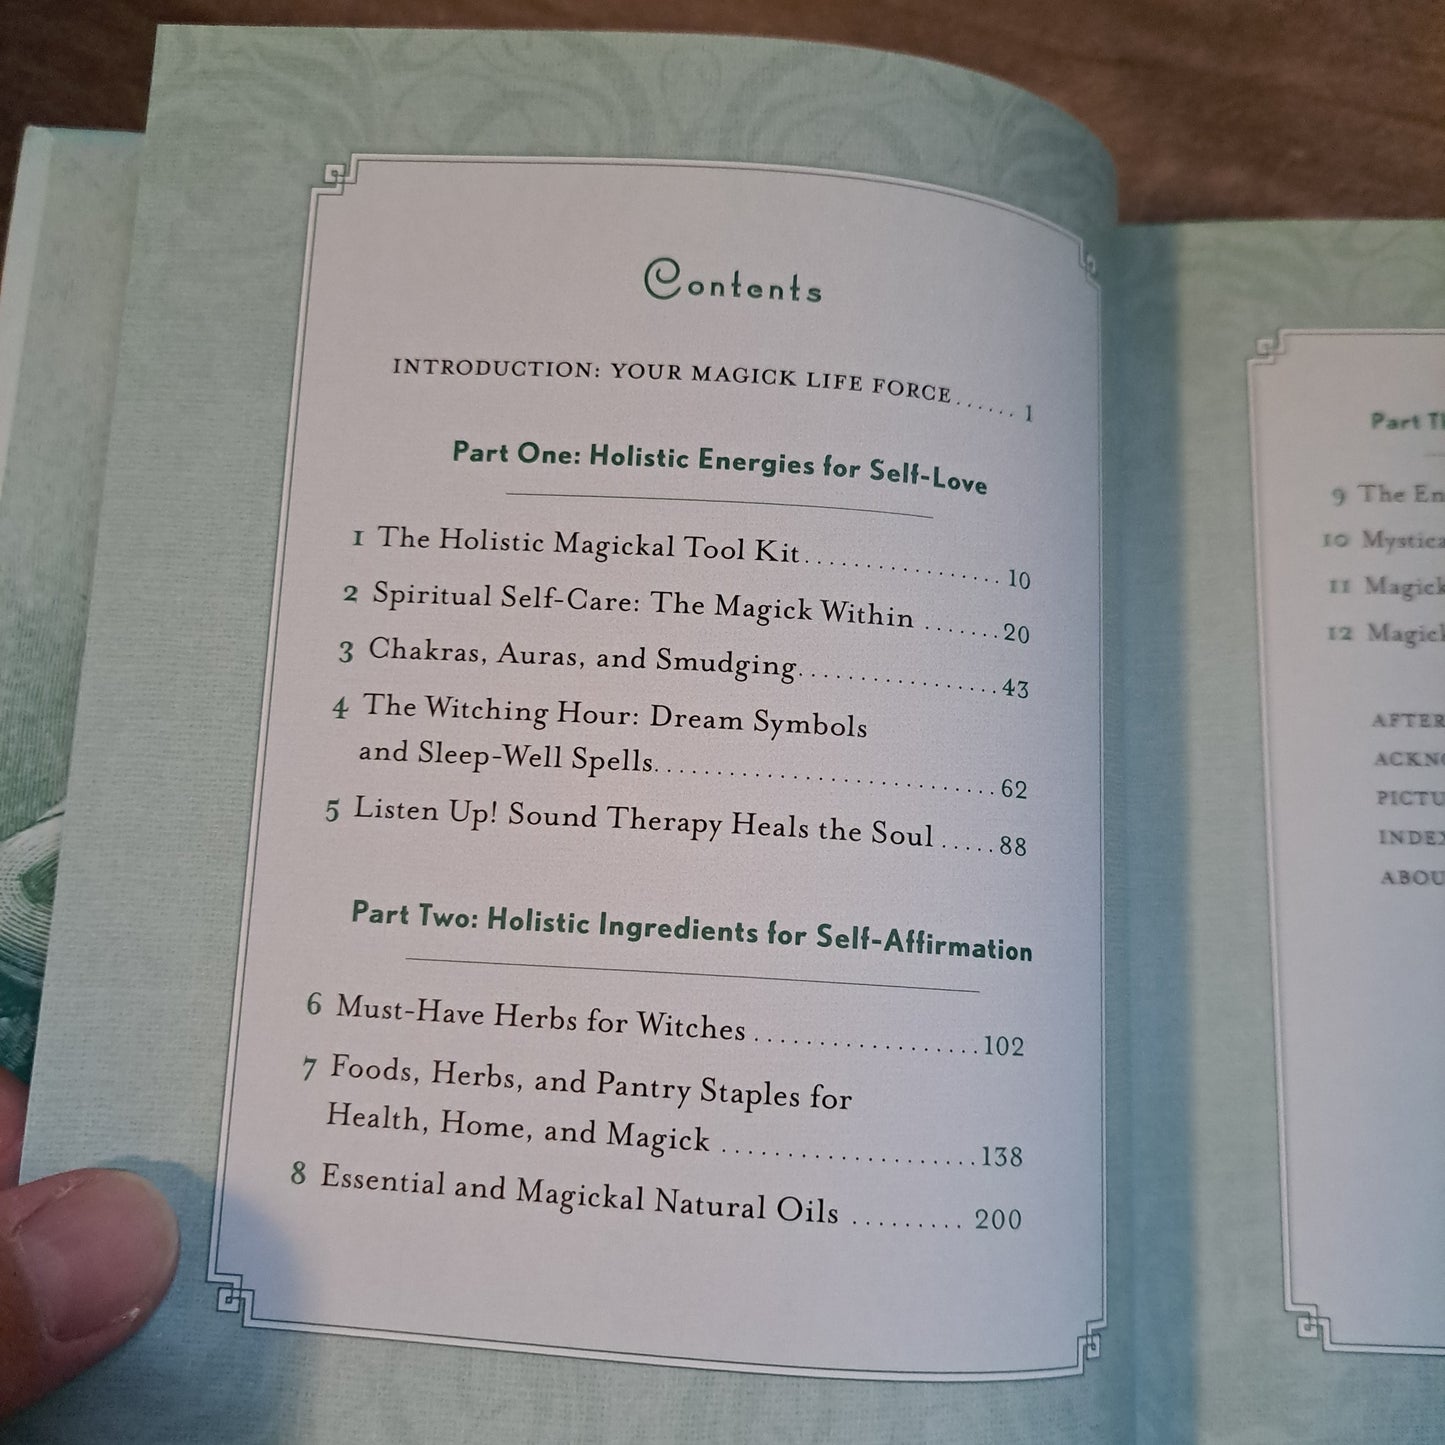 Contents
INTRODUCTION: YOUR MAGICK LIFE FORCE...... 1
Part One: Holistic Energies for Self-Love
1 The Holistic Magickal Tool Kit................. 10
2 Spiritual Self-Care: The Magick Within .......20
3 Chakras, Auras, and Smudging.................43
4 The Witching Hour: Dream Symbols
and Sleep-Well Spells...........................62
5 Listen Up! Sound Therapy Heals the Soul .....88
Part Two: Holistic Ingredients for Self-Affirmation
6 Must-Have Herbs for Witches ..................102
7 Foods, Herbs, and Pantry Staples for
Health, Home, and Magick ....................138
8 Essential and Magickal Natural Oils ......... 200
Part
9 The
10
11 Magick
12